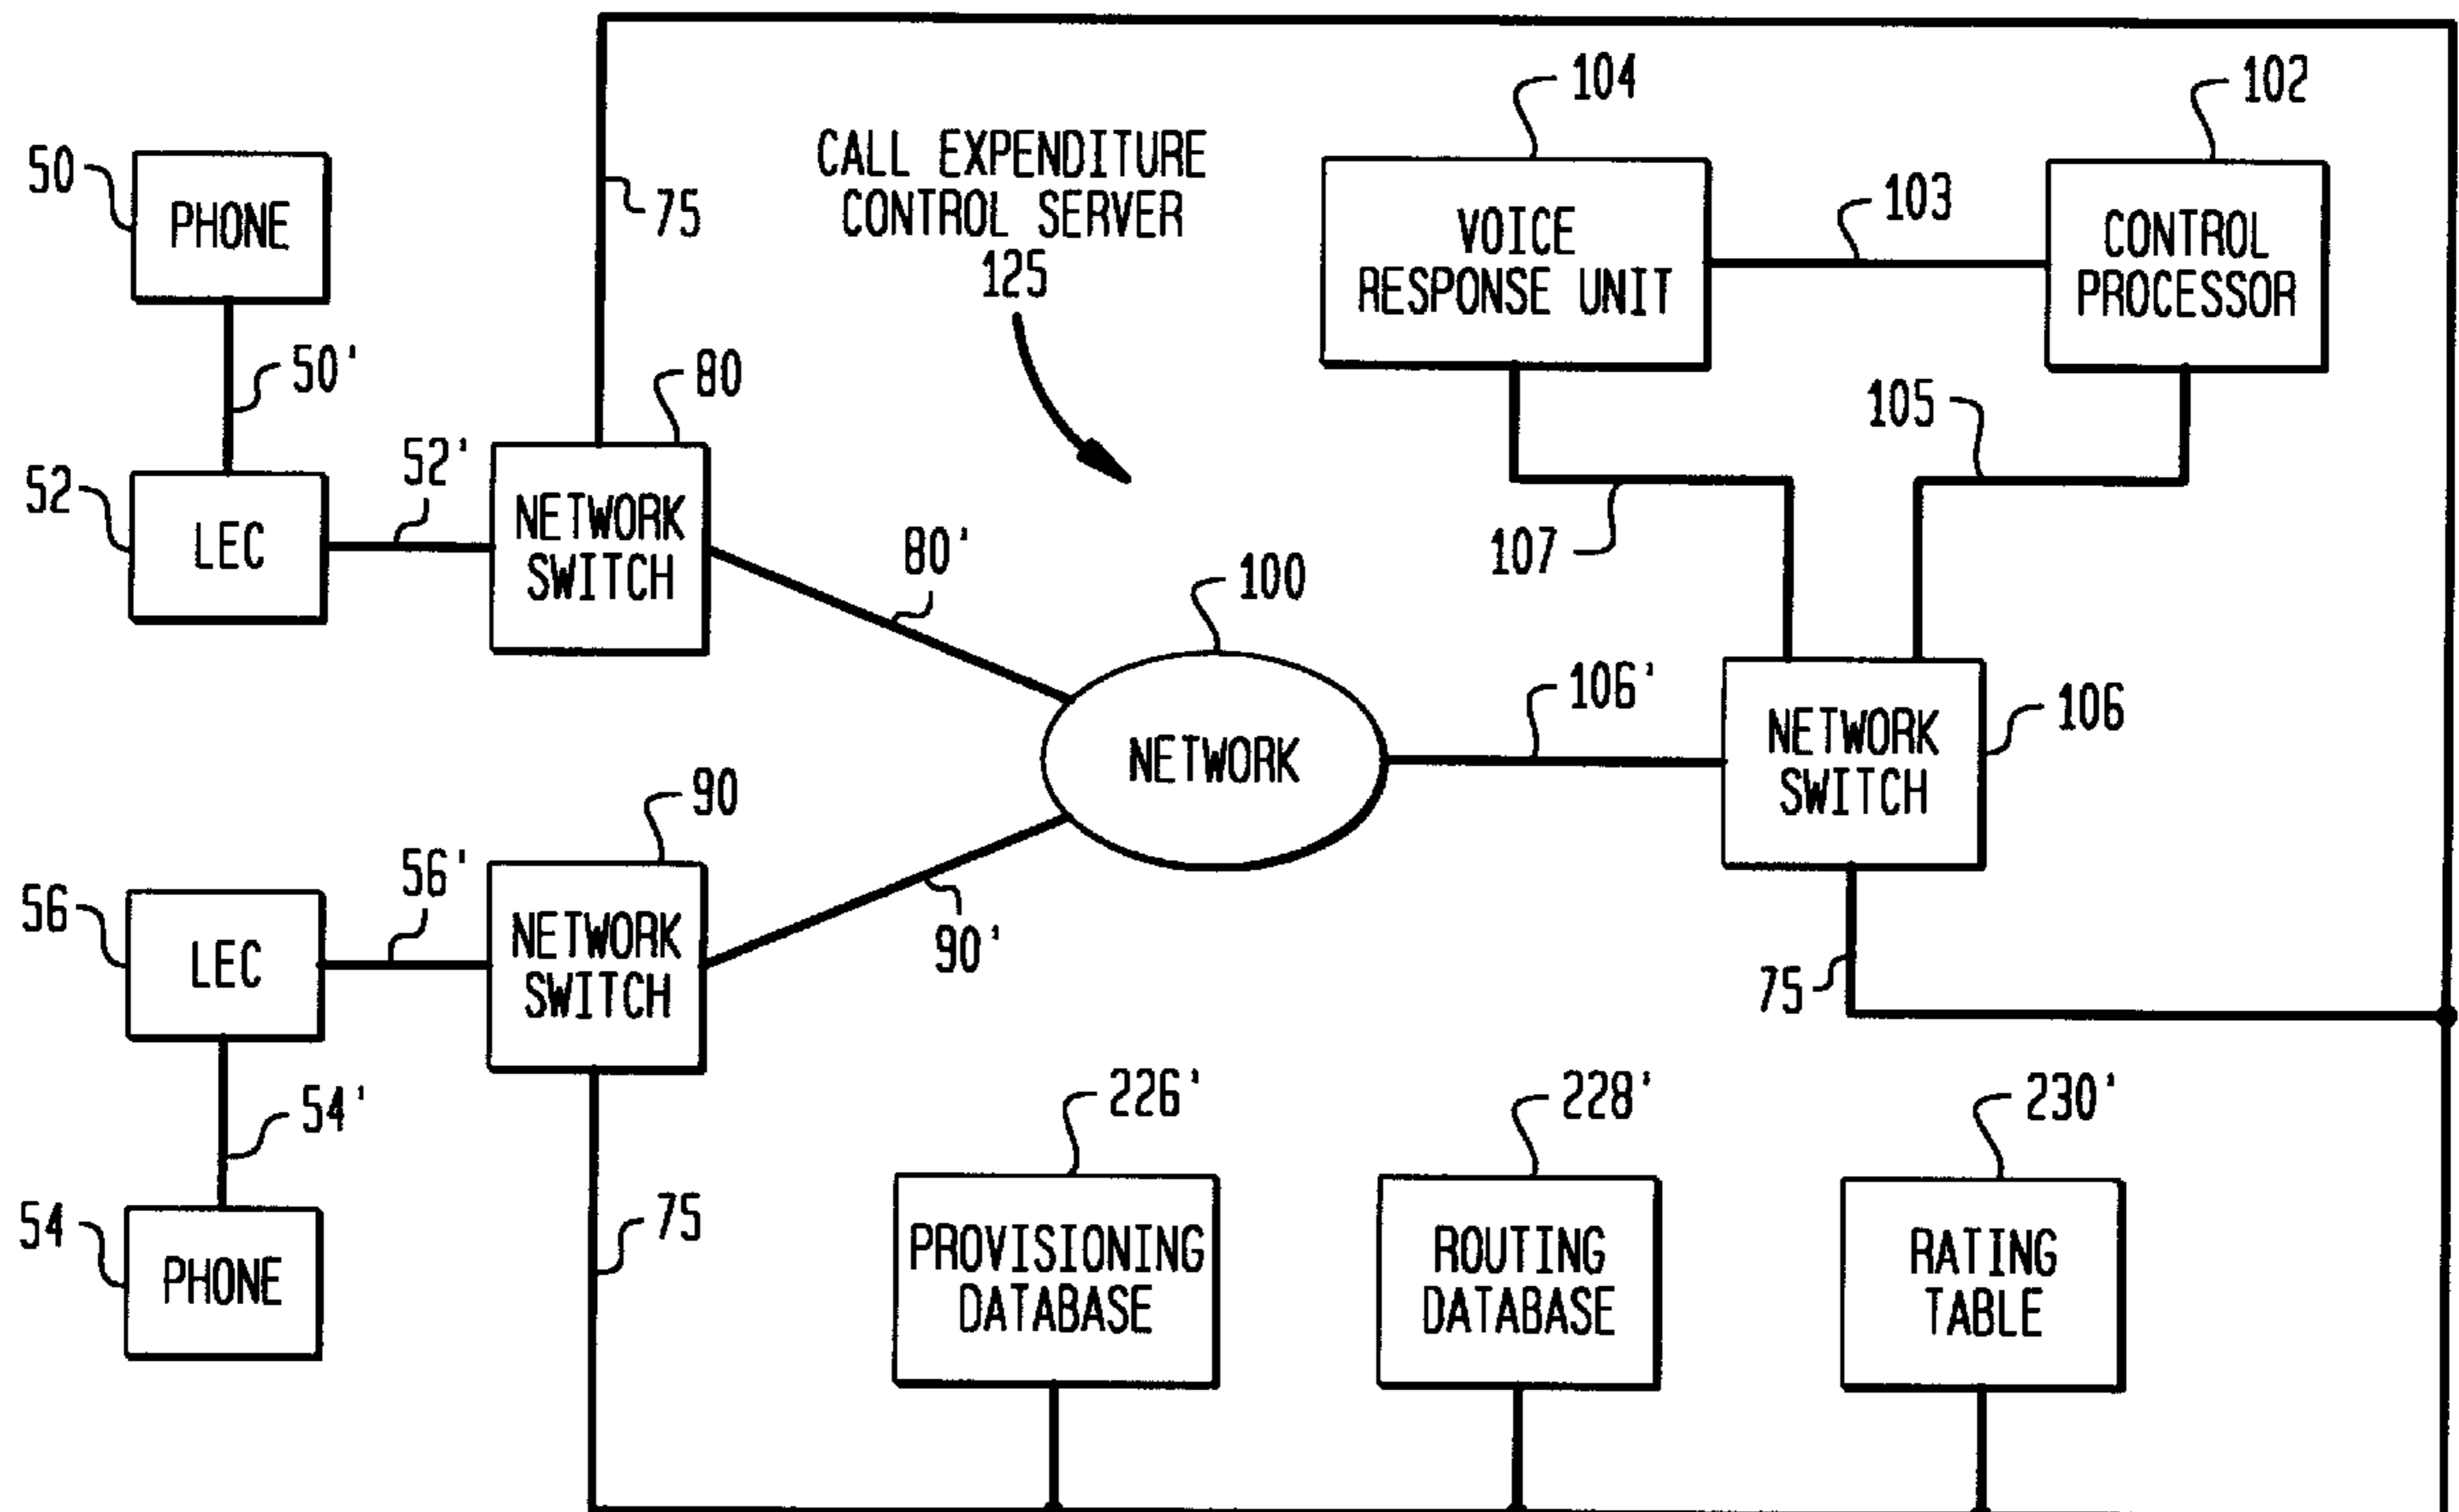 104
102
CALL EXPENDITURE
CONTROL SERVER
125
50
PHONE
75
103
VOICE
RESPONSE UNIT
CONTROL
PROCESSOR
50'
80
105
52'
52
LEC
NETWORK
SWITCH
80'
107
100
106'
NETWORK
NETWORK
SWITCH
106
90
56'
56
LEC
NETWORK
SWITCH
90'
75
54'
226'
228'
230'
54
PHONE
75
PROVISIONING
DATABASE
ROUTING
DATABASE
RATING
TABLE